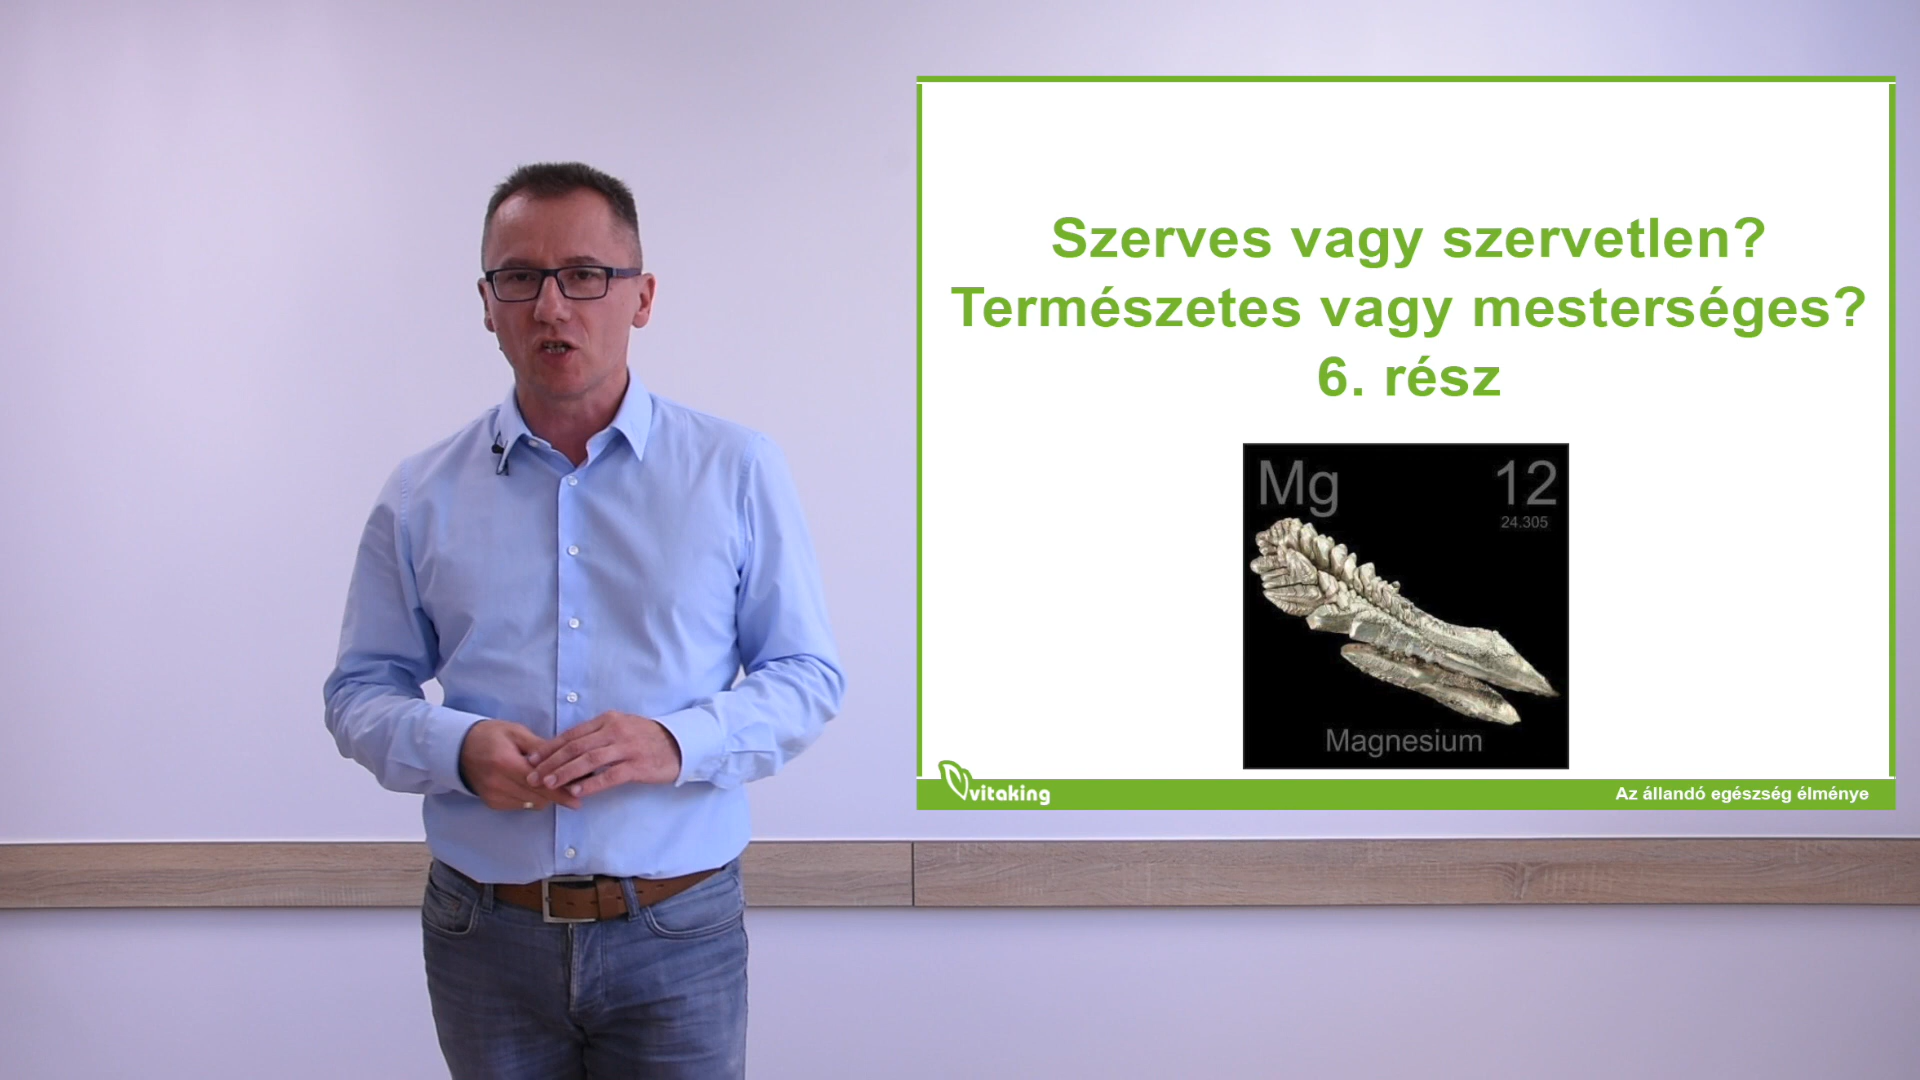 Szerves vagy szervetlen?
Természetes vagy mesterséges?
6. rész
Mg 12
24.305
Magnesium
vitaking
Az állandó egészség élménye